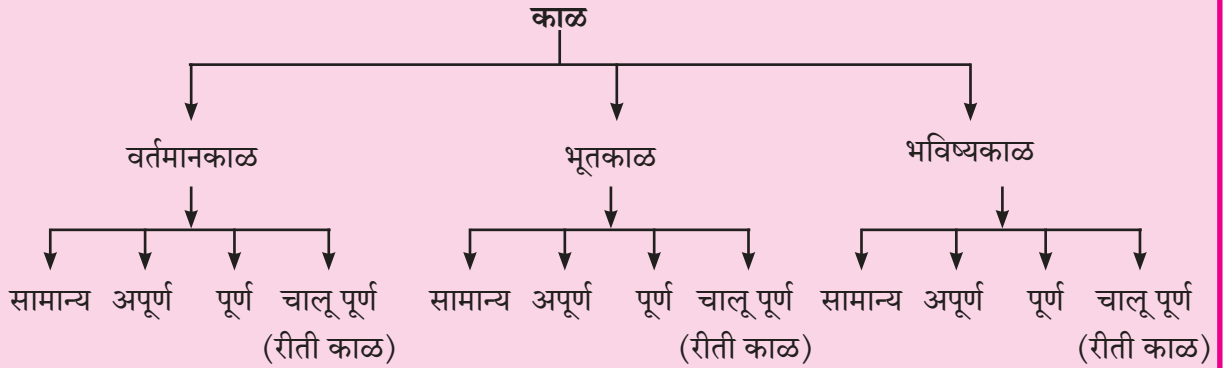 काळ
वर्तमानकाळ भूतकाळ भविष्यकाळ
सामान्य अपूर्ण पूर्ण चालू पूर्ण सामान्य अपूर्ण पूर्ण चालू पूर्ण सामान्य अपूर्ण पूर्ण चालू पूर्ण
(रीती काळ) (रीती काळ) (रीती काळ)